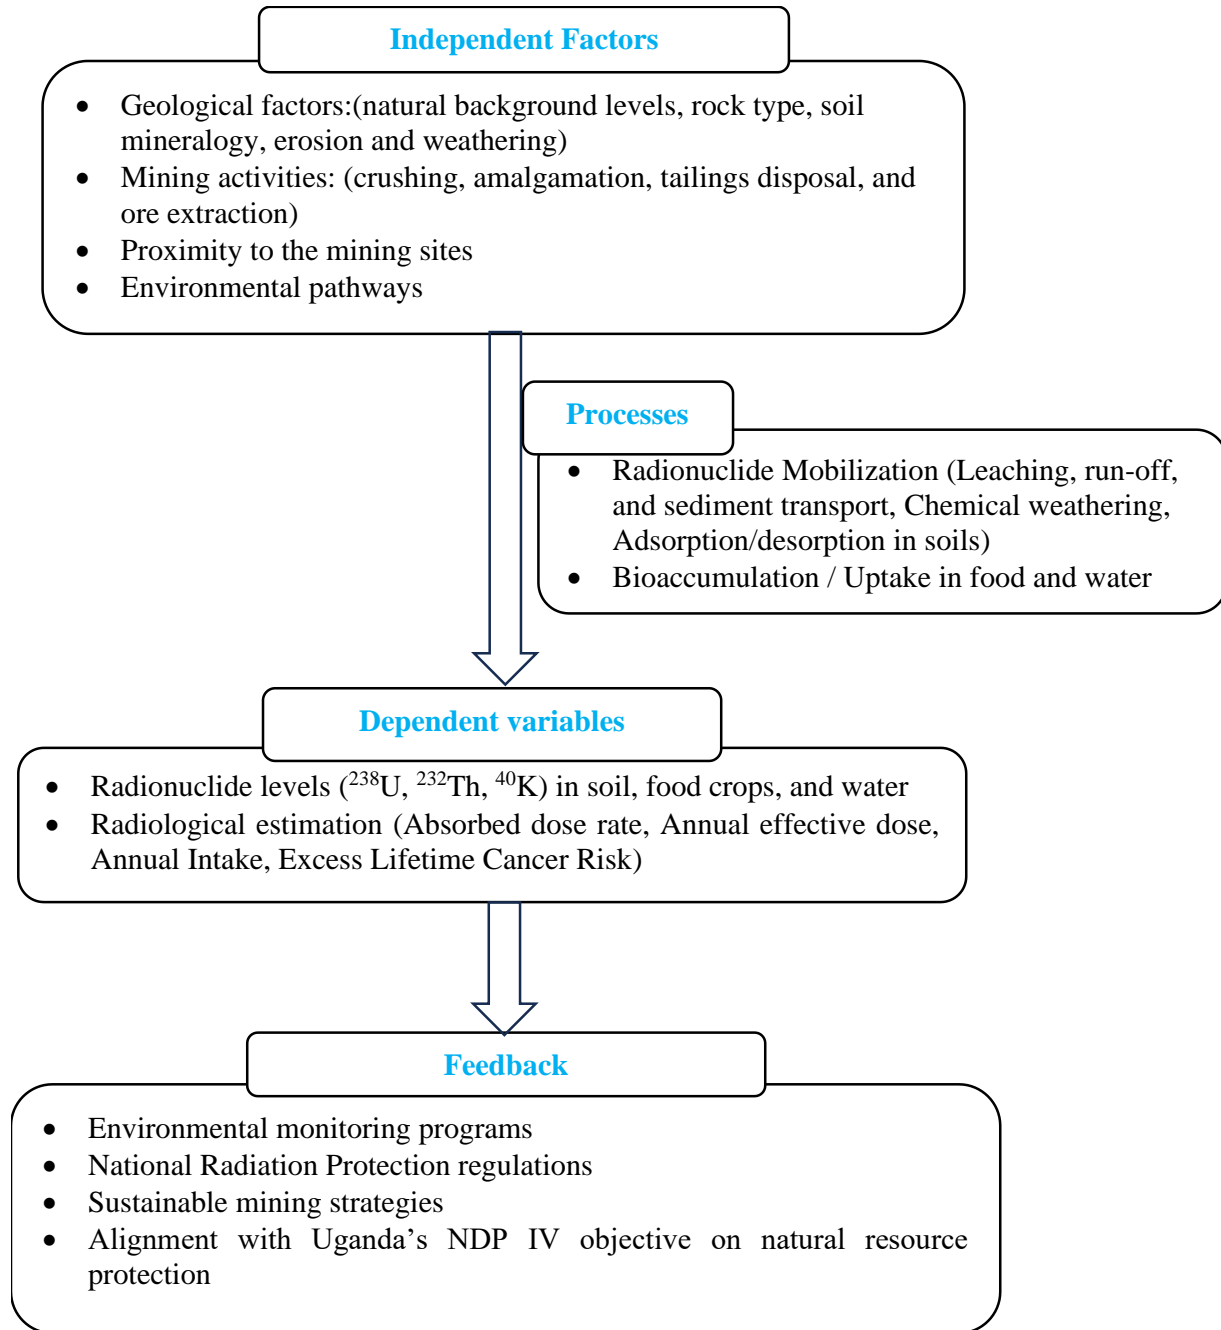 Independent Factors
• Geological factors:(natural background levels, rock type, soil
mineralogy, erosion and weathering)
• Mining activities: (crushing, amalgamation, tailings disposal, and
ore extraction)
• Proximity to the mining sites
• Environmental pathways
Processes
• Radionuclide Mobilization (Leaching, run-off,
and sediment transport, Chemical weathering,
Adsorption/desorption in soils)
• Bioaccumulation / Uptake in food and water
Dependent variables
• Radionuclide levels (²³⁸U, ²³²Th, ⁴⁰K) in soil, food crops, and water
• Radiological estimation (Absorbed dose rate, Annual effective dose,
Annual Intake, Excess Lifetime Cancer Risk)
Feedback
• Environmental monitoring programs
• National Radiation Protection regulations
• Sustainable mining strategies
• Alignment with Uganda’s NDP IV objective on natural resource
protection